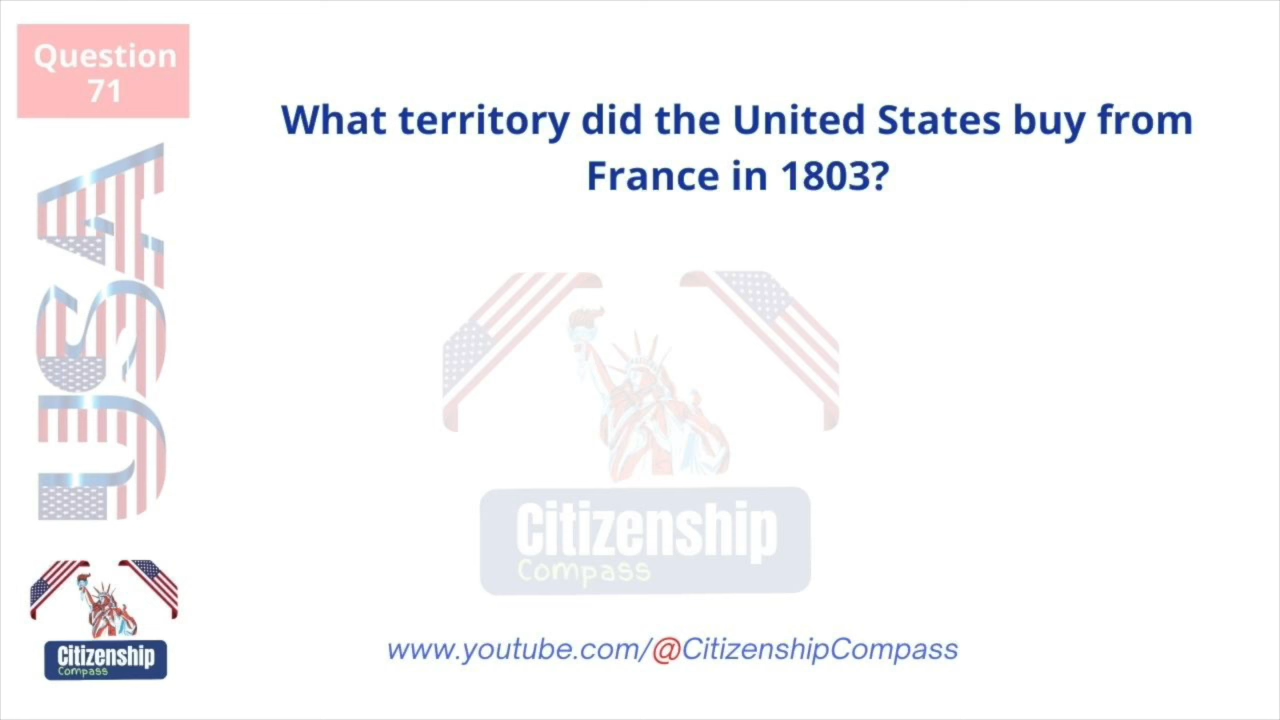 Question
71
What territory did the United States buy from
France in 1803?
USA
Citizenship
Compass
Citizenship
Compass
www.youtube.com/@CitizenshipCompass